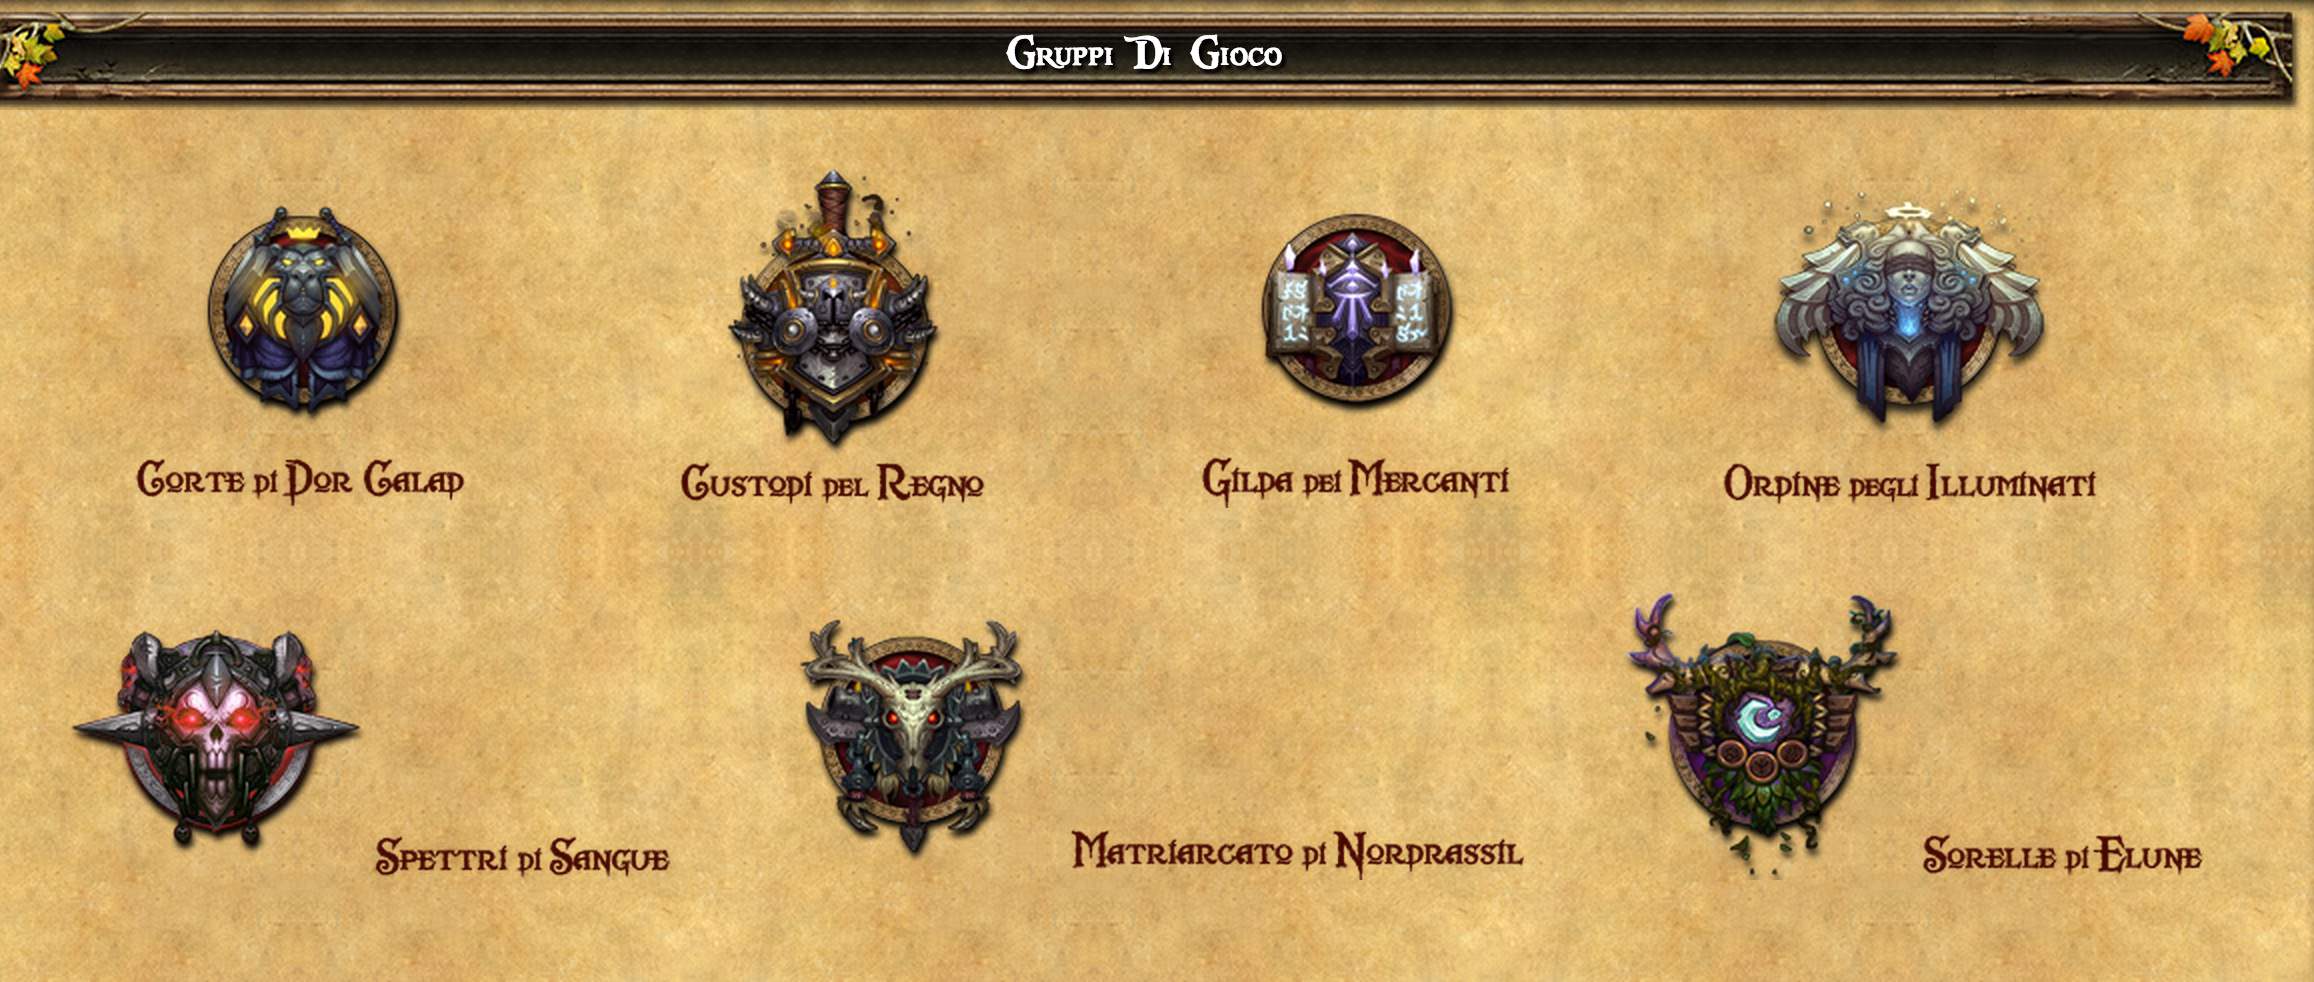 Gruppi Di Gioco
Corte di Dor Calad
Custodi del Regno
Gilda dei Mercanti
Ordine degli Illuminati
Spettri di Sangue
Matriarcato di Nordrassil
Sorelle di Elune